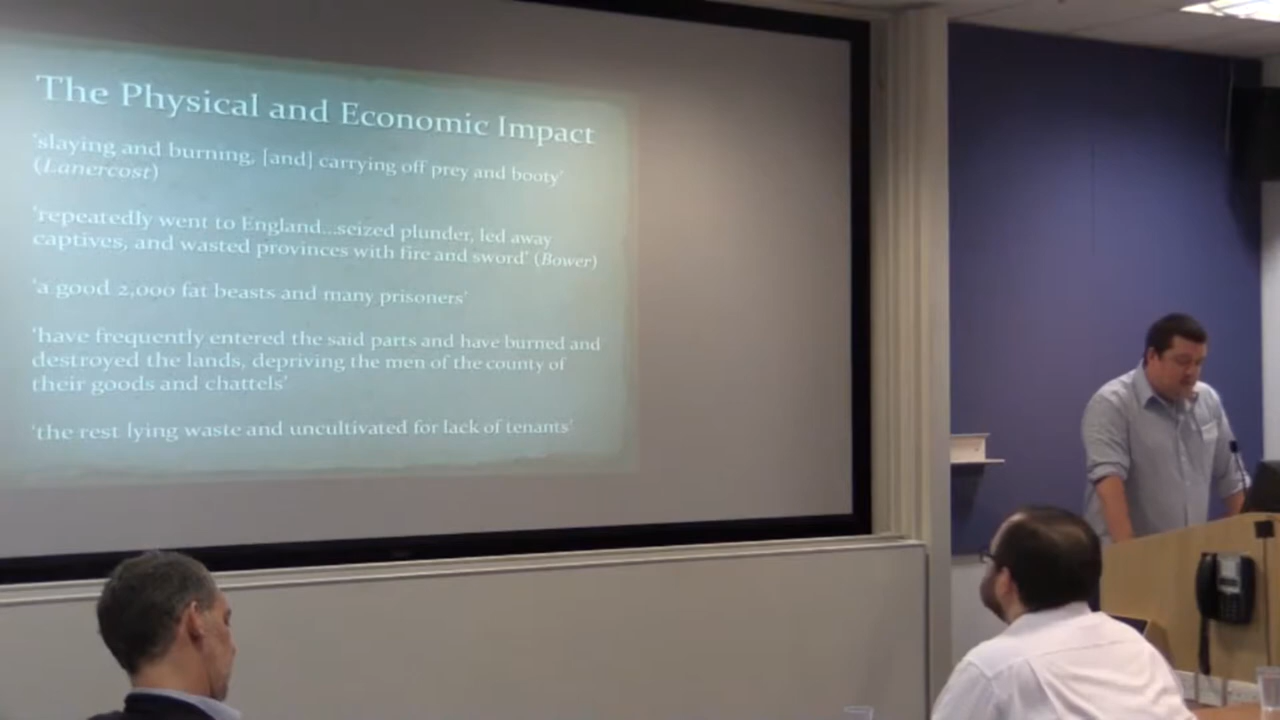 The Physical and Economic Impact
‘slaying and burning, [and] carrying off prey and booty’
(Lanercost)
‘repeatedly went to England...seized plunder, led away
captives, and wasted provinces with fire and sword’ (Bower)
‘a good 2,000 fat beasts and many prisoners’
‘have frequently entered the said parts and have burned and
destroyed the lands, depriving the men of the county of
their goods and chattels’
‘the rest lying waste and uncultivated for lack of tenants’